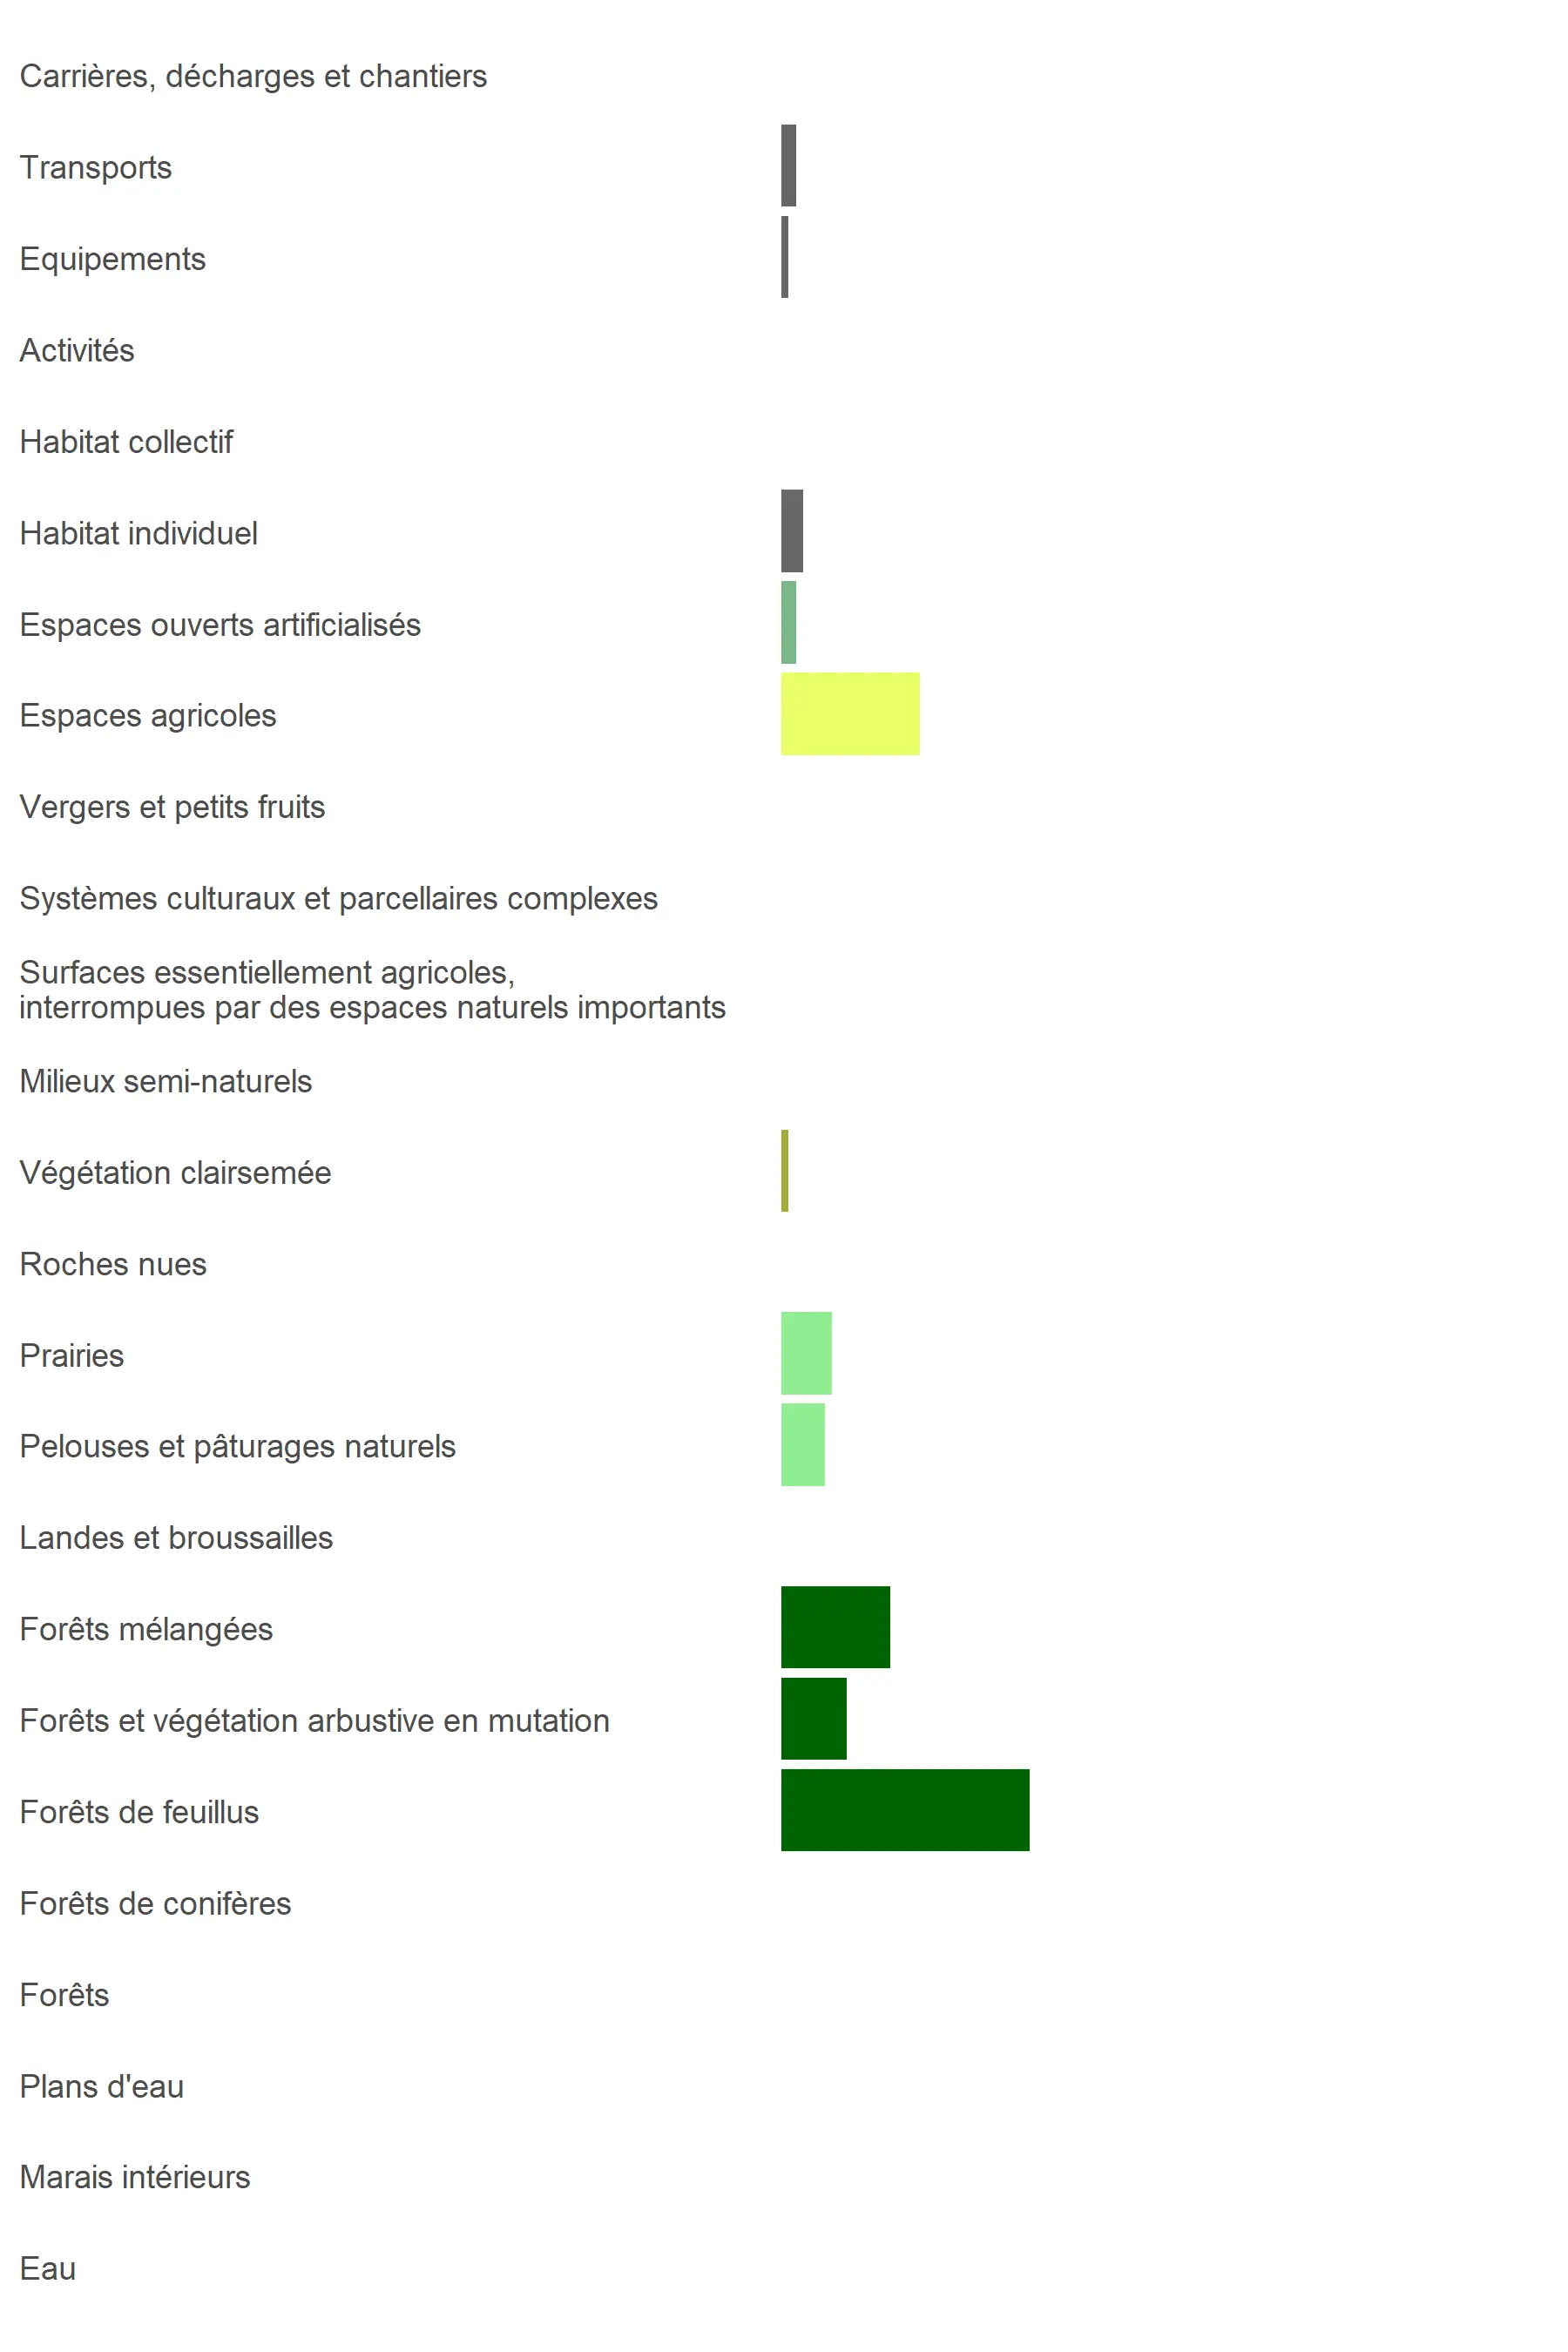 Carrières, décharges et chantiers
Transports
Equipements
Activités
Habitat collectif
Habitat individuel
Espaces ouverts artificialisés
Espaces agricoles
Vergers et petits fruits
Systèmes culturaux et parcellaires complexes
Surfaces essentiellement agricoles,
interrompues par des espaces naturels importants
Milieux semi-naturels
Végétation clairsemée
Roches nues
Prairies
Pelouses et pâturages naturels
Landes et broussailles
Forêts mélangées
Forêts et végétation arbustive en mutation
Forêts de feuillus
Forêts de conifères
Forêts
Plans d'eau
Marais intérieurs
Eau